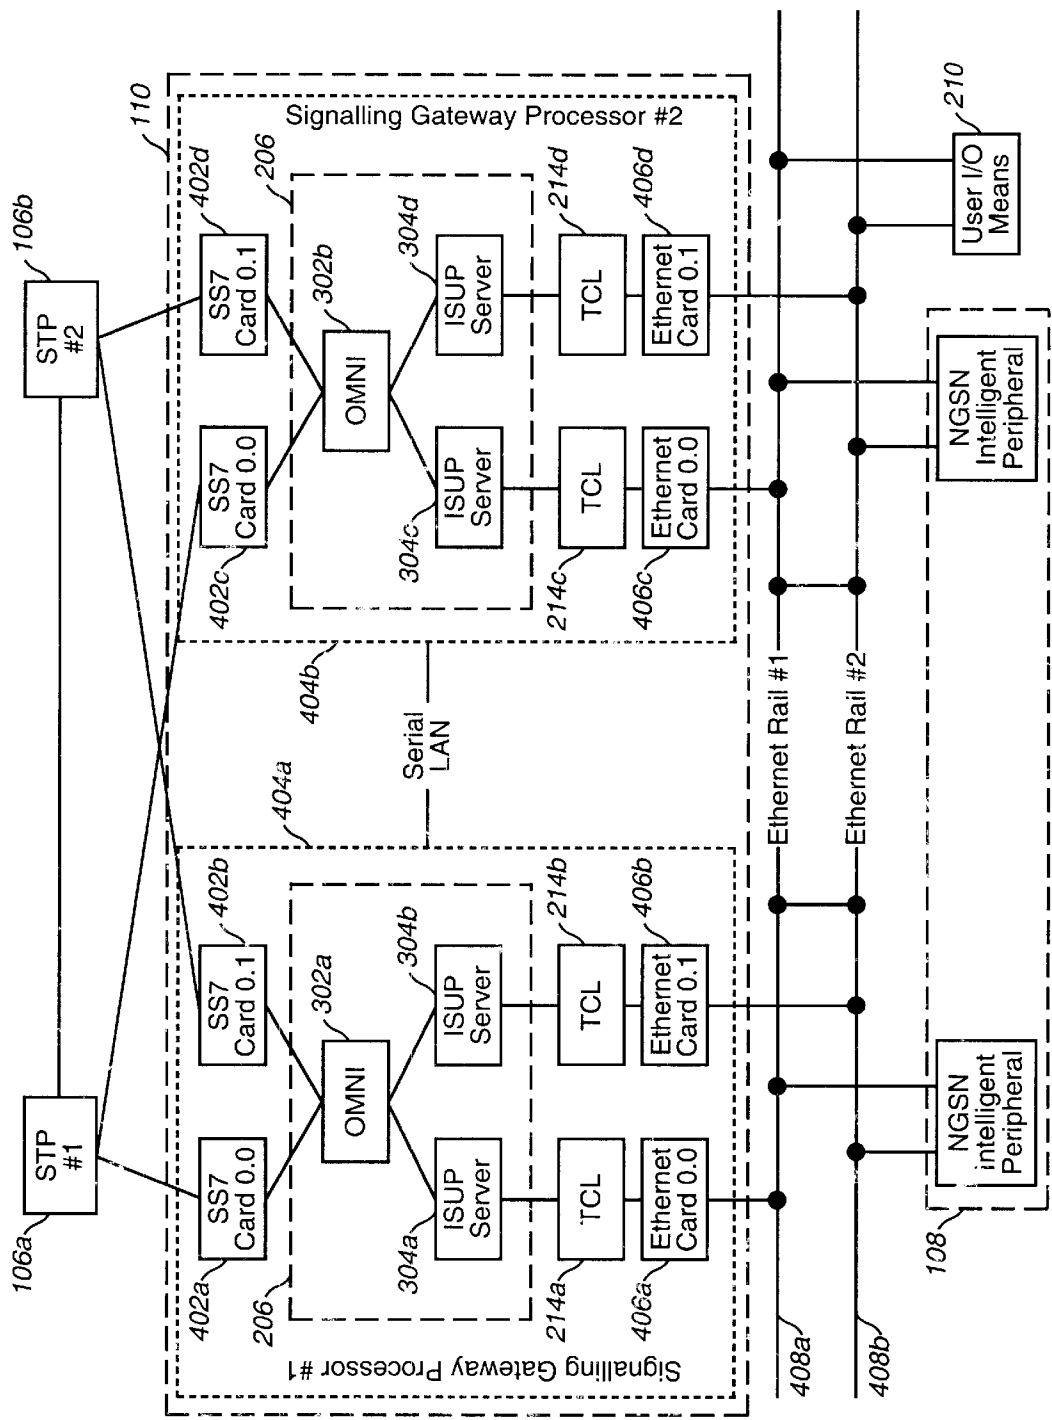 106a
STP
#1
STP
#2
106b
110
402a
SS7
Card 0.0
SS7
Card 0.1
402b
404a
402c
SS7
Card 0.0
SS7
Card 0.1
402d
206
302a
OMNI
404b
302b
OMNI
206
304a
ISUP
Server
ISUP
Server
304b
Serial
LAN
304c
ISUP
Server
ISUP
Server
304d
Signalling Gateway Processor #1
Signalling Gateway Processor #2
214a
TCL
TCL
214b
214c
TCL
TCL
214d
406a
Ethernet
Card 0.0
Ethernet
Card 0.1
406b
406c
Ethernet
Card 0.0
Ethernet
Card 0.1
406d
408a
Ethernet Rail #1
408b
Ethernet Rail #2
108
NGSN
intelligent
Peripheral
NGSN
Intelligent
Peripheral
User I/O
Means
210